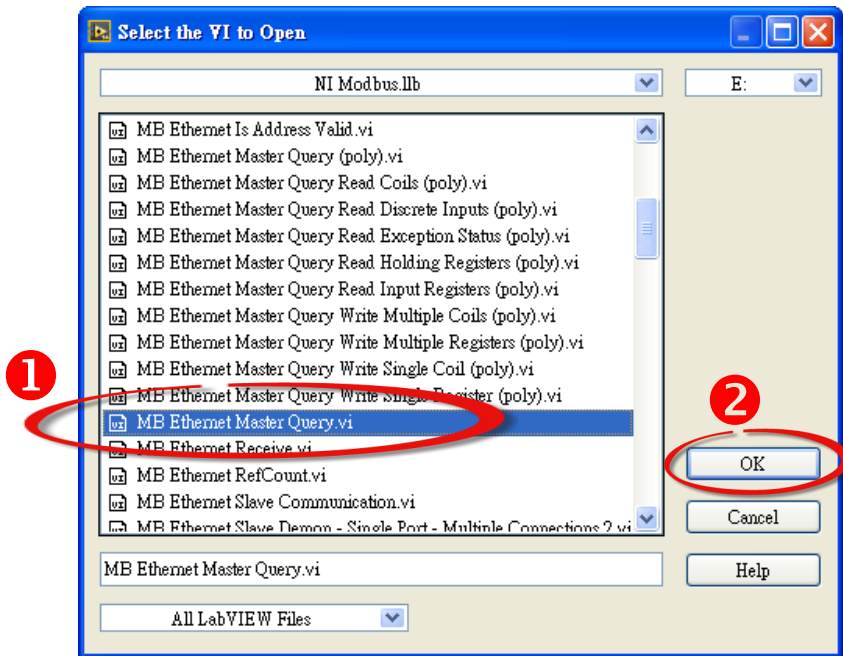 Select the VI to Open
NI Modbus.llb
E:
MB Ethernet Is Address Valid.vi
MB Ethernet Master Query (poly).vi
MB Ethernet Master Query Read Coils (poly).vi
MB Ethernet Master Query Read Discrete Inputs (poly).vi
MB Ethernet Master Query Read Exception Status (poly).vi
MB Ethernet Master Query Read Holding Registers (poly).vi
MB Ethernet Master Query Read Input Registers (poly).vi
MB Ethernet Master Query Write Multiple Coils (poly).vi
MB Ethernet Master Query Write Multiple Registers (poly).vi
MB Ethernet Master Query Write Single Coil (poly).vi
1
MB Ethernet Master Query Write Single Register (poly).vi
2
MB Ethernet Master Query.vi
MB Ethernet Receive.vi
OK
MB Ethernet RefCount.vi
MB Ethernet Slave Communication.vi
Cancel
MB Ethernet Slave Demon - Single Port - Multiple Connections 2.vi
MB Ethernet Master Query.vi
Help
All LabVIEW Files